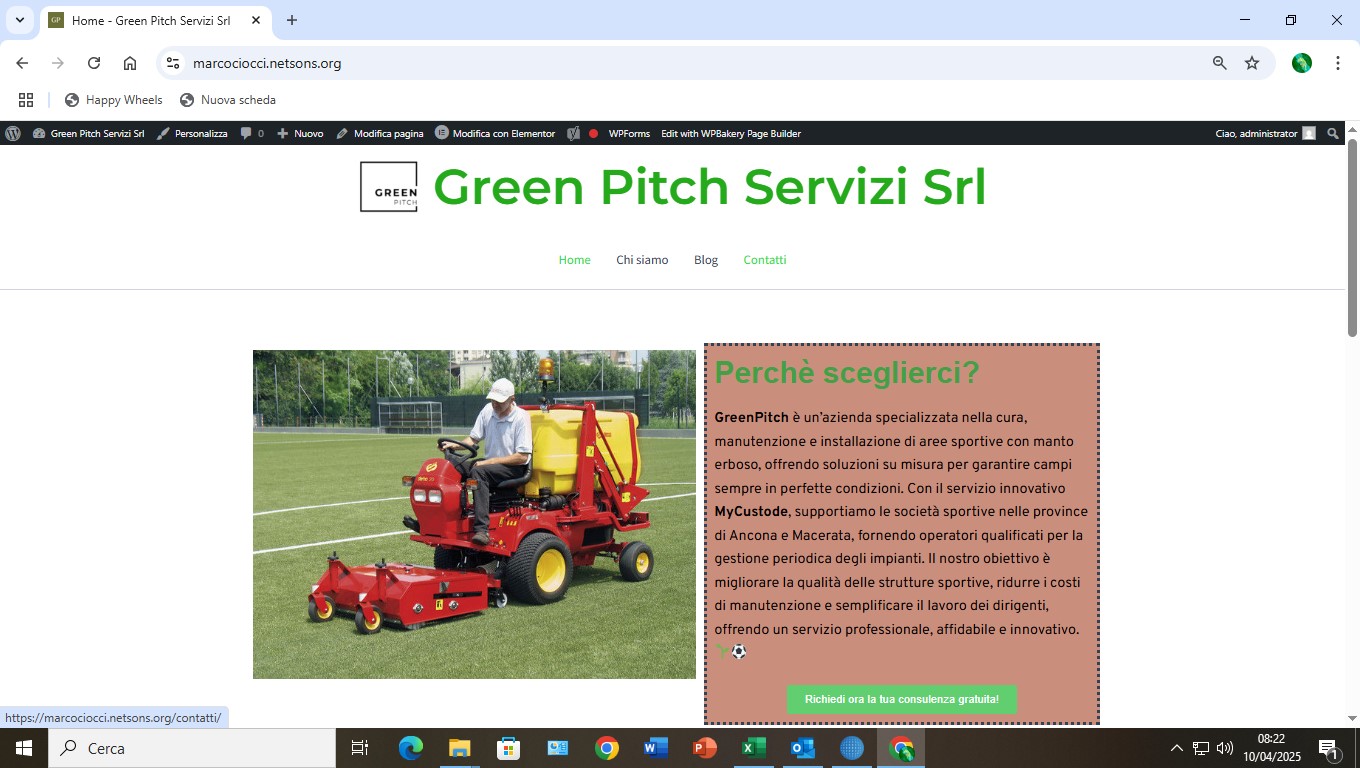 GP
Home - Green Pitch Servizi Srl
marcociocci.netsons.org
Happy Wheels
Nuova scheda
Green Pitch Servizi Srl
Personalizza
0
Nuovo
Modifica pagina
Modifica con Elementor
WPForms
Edit with WPBakery Page Builder
Ciao, administrator
GREEN
PITCH
Green Pitch Servizi Srl
Home
Chi siamo
Blog
Contatti
Perchè sceglierci?
GreenPitch è un'azienda specializzata nella cura,
manutenzione e installazione di aree sportive con manto
erboso, offrendo soluzioni su misura per garantire campi
sempre in perfette condizioni. Con il servizio innovativo
MyCustode, supportiamo le società sportive nelle province
di Ancona e Macerata, fornendo operatori qualificati per la
gestione periodica degli impianti. Il nostro obiettivo è
migliorare la qualità delle strutture sportive, ridurre i costi
di manutenzione e semplificare il lavoro dei dirigenti,
offrendo un servizio professionale, affidabile e innovativo.
🌱⚽
Richiedi ora la tua consulenza gratuita!
https://marcociocci.netsons.org/contatti/
Cerca
08:22
10/04/2025
1